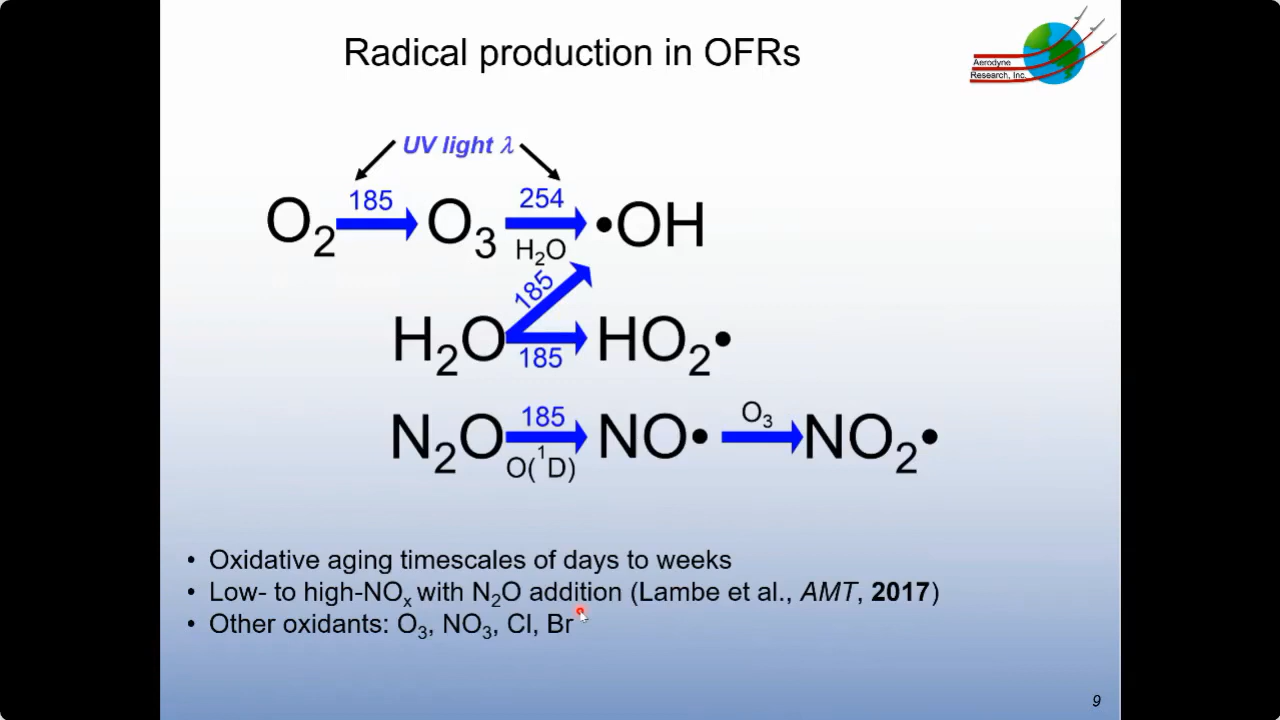 Radical production in OFRs
Aerodyne
Research, Inc.
UV light λ
O₂ 185 O₃ 254 •OH
H₂O
185
H₂O 185 HO₂•
N₂O 185 NO• O₃ NO₂•
O(¹D)
• Oxidative aging timescales of days to weeks
• Low- to high-NOₓ with N₂O addition (Lambe et al., AMT, 2017)
• Other oxidants: O₃, NO₃, Cl, Br
9